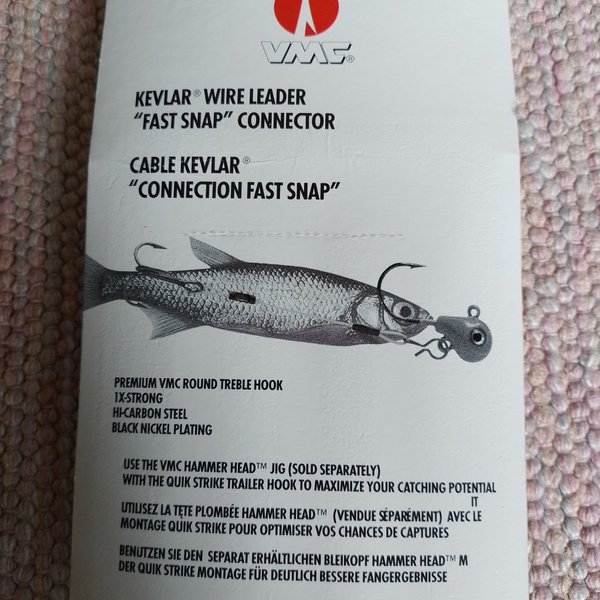 VMC®
KEVLAR® WIRE LEADER
"FAST SNAP" CONNECTOR
CABLE KEVLAR®
"CONNECTION FAST SNAP"
PREMIUM VMC ROUND TREBLE HOOK
1X-STRONG
HI-CARBON STEEL
BLACK NICKEL PLATING
USE THE VMC HAMMER HEAD™ JIG (SOLD SEPARATELY)
WITH THE QUIK STRIKE TRAILER HOOK TO MAXIMIZE YOUR CATCHING POTENTIAL
IT
UTILISEZ LA TÊTE PLOMBÉE HAMMER HEAD™ (VENDUE SÉPARÉMENT) AVEC LE
MONTAGE QUIK STRIKE POUR OPTIMISER VOS CHANCES DE CAPTURES
BENUTZEN SIE DEN SEPARAT ERHÄLTLICHEN BLEIKOPF HAMMER HEAD™ M
DER QUIK STRIKE MONTAGE FÜR DEUTLICH BESSERE FANGERGEBNISSE